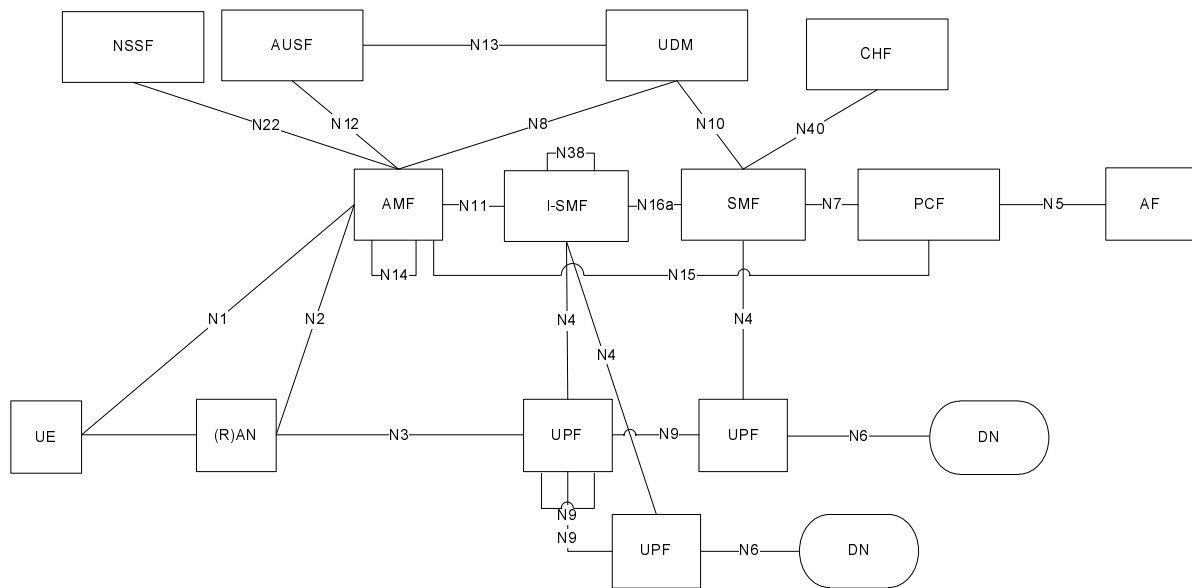 NSSF
AUSF
N13
UDM
CHF
N22
N12
N8
N10
N40
N38
AMF
N11
I-SMF
N16a
SMF
N7
PCF
N5
AF
N14
N15
N1
N2
N4
N4
N4
UE
(R)AN
N3
UPF
N9
UPF
N6
DN
N9
N9
UPF
N6
DN